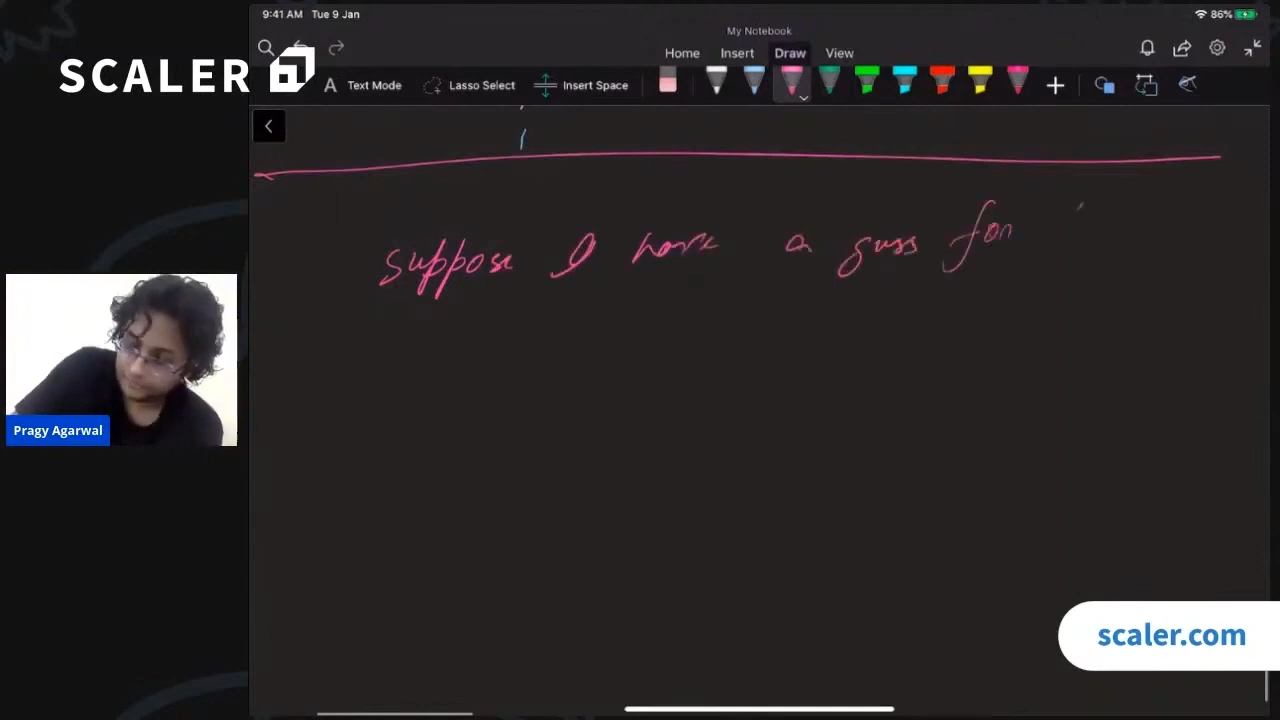 9:41 AM Tue 9 Jan
86%
My Notebook
Home Insert Draw View
SCALER
A Text Mode Lasso Select Insert Space
suppose I have a guess for
Pragy Agarwal
scaler.com